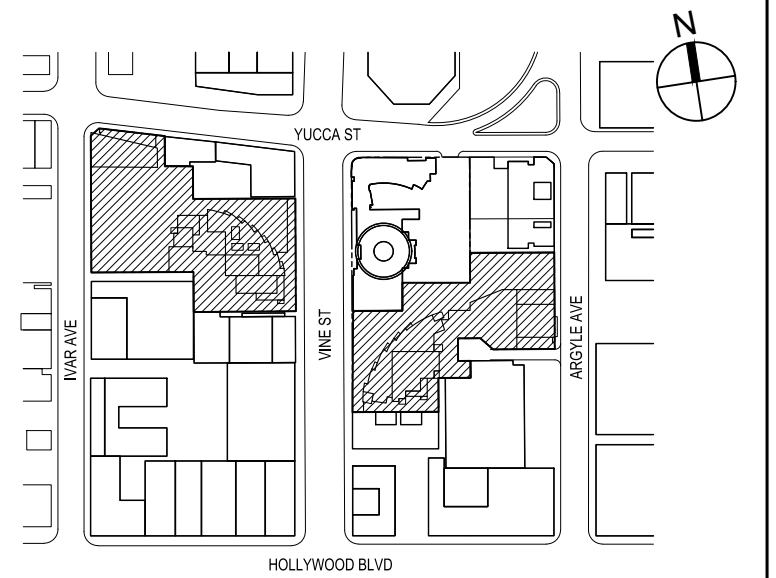 N
YUCCA ST
IVAR AVE
VINE ST
ARGYLE AVE
HOLLYWOOD BLVD